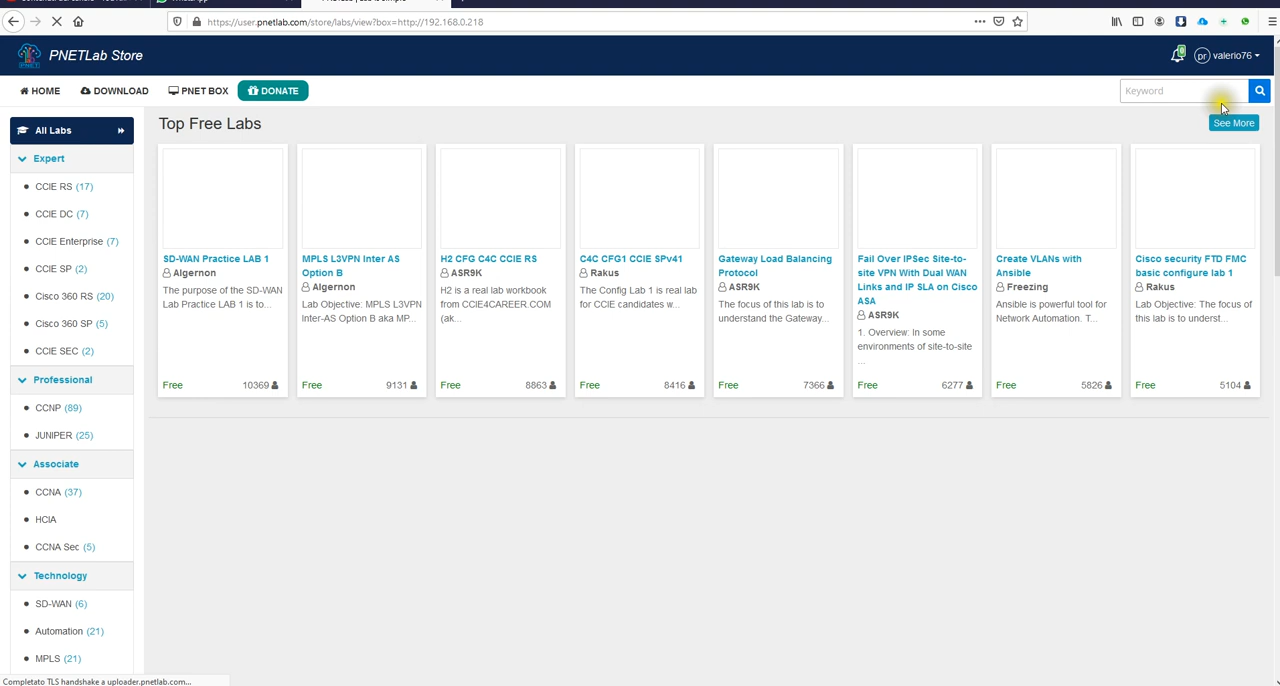 https://user.pnetlab.com/store/labs/view?box=http://192.168.0.218
PNETLab Store
0
pr valerio76
HOME
DOWNLOAD
PNET BOX
DONATE
Keyword
All Labs
Top Free Labs
See More
Expert
CCIE RS (17)
CCIE DC (7)
CCIE Enterprise (7)
CCIE SP (2)
Cisco 360 RS (20)
Cisco 360 SP (5)
CCIE SEC (2)
Professional
CCNP (89)
JUNIPER (25)
Associate
CCNA (37)
HCIA
CCNA Sec (5)
Technology
SD-WAN (6)
Automation (21)
MPLS (21)
SD-WAN Practice LAB 1
Algernon
The purpose of the SD-WAN
Lab Practice LAB 1 is to...
Free 10369
MPLS L3VPN Inter AS
Option B
Algernon
Lab Objective: MPLS L3VPN
Inter-AS Option B aka MP...
Free 9131
H2 CFG C4C CCIE RS
ASR9K
H2 is a real lab workbook
from CCIE4CAREER.COM
(ak...
Free 8863
C4C CFG1 CCIE SPv41
Rakus
The Config Lab 1 is real lab
for CCIE candidates w...
Free 8416
Gateway Load Balancing
Protocol
ASR9K
The focus of this lab is to
understand the Gateway...
Free 7366
Fail Over IPSec Site-to-
site VPN With Dual WAN
Links and IP SLA on Cisco
ASA
ASR9K
1. Overview: In some
environments of site-to-site
...
Free 6277
Create VLANs with
Ansible
Freezing
Ansible is powerful tool for
Network Automation. T...
Free 5826
Cisco security FTD FMC
basic configure lab 1
Rakus
Lab Objective: The focus of
this lab is to underst...
Free 5104
Completato TLS handshake a uploader.pnetlab.com...